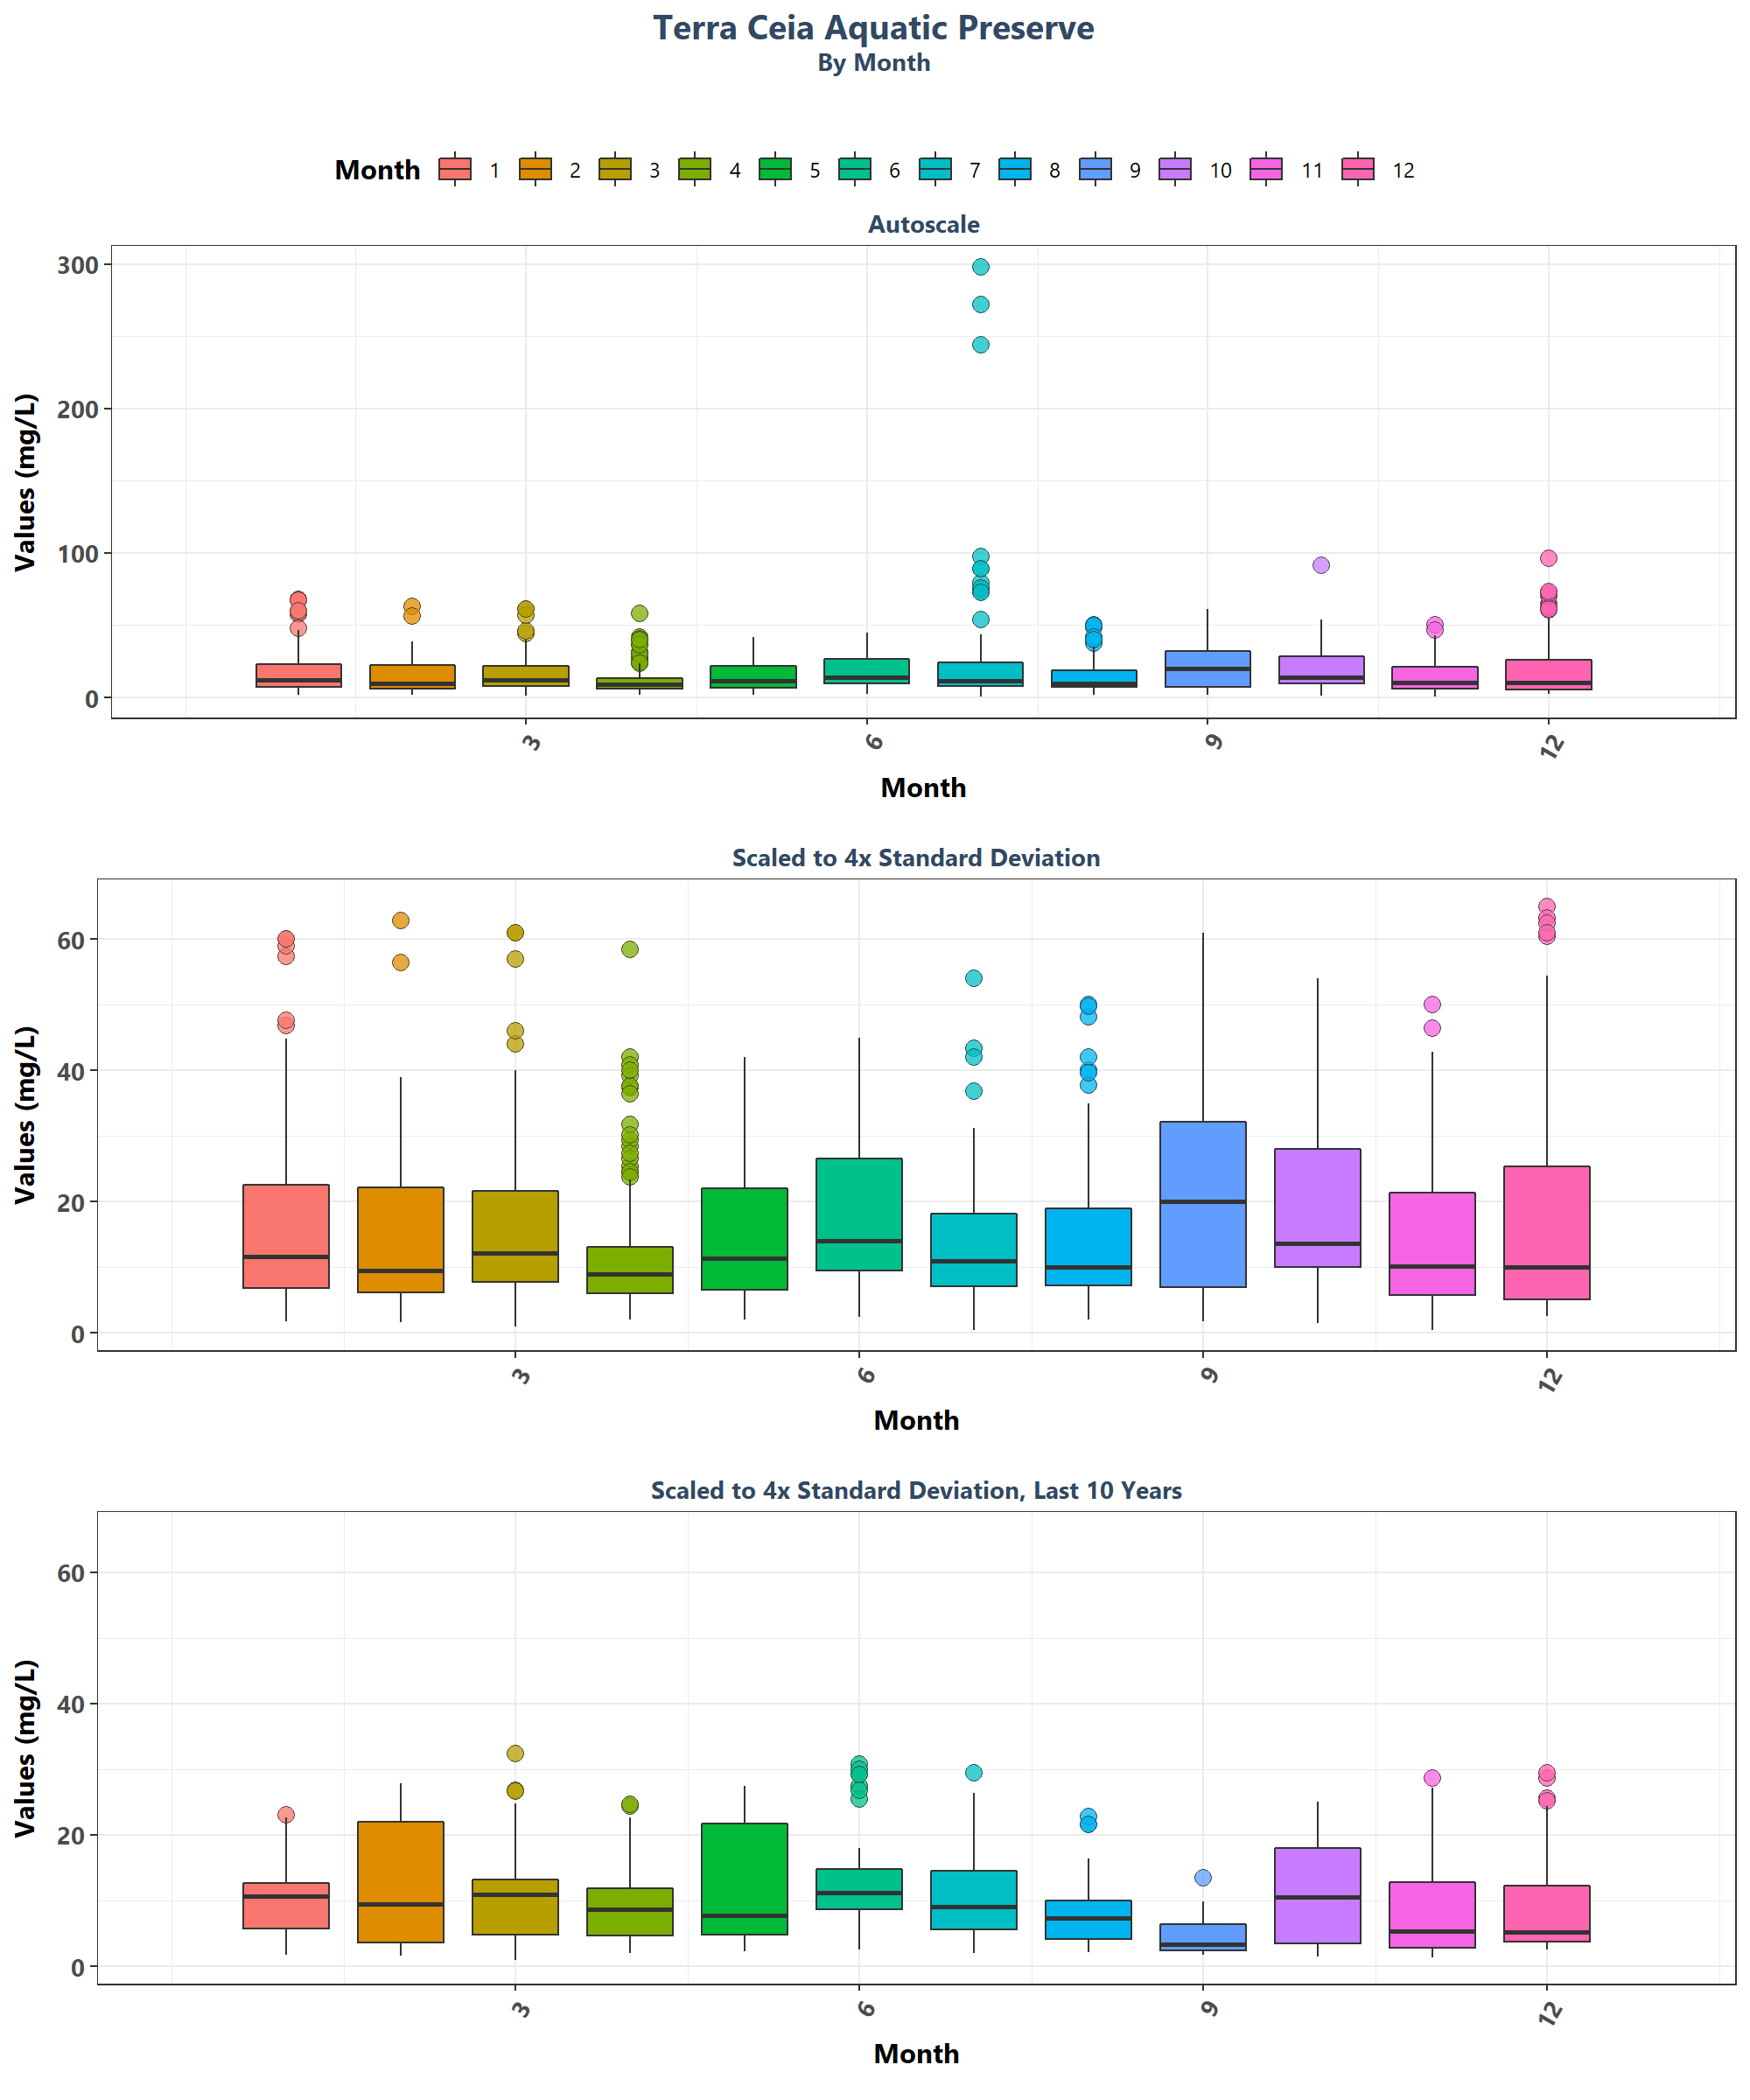 Terra Ceia Aquatic Preserve
By Month
Month 1 2 3 4 5 6 7 8 9 10 11 12
Autoscale
Values (mg/L)
300
200
100
0
3 6 9 12
Month
Scaled to 4x Standard Deviation
Values (mg/L)
60
40
20
0
3 6 9 12
Month
Scaled to 4x Standard Deviation, Last 10 Years
Values (mg/L)
60
40
20
0
3 6 9 12
Month